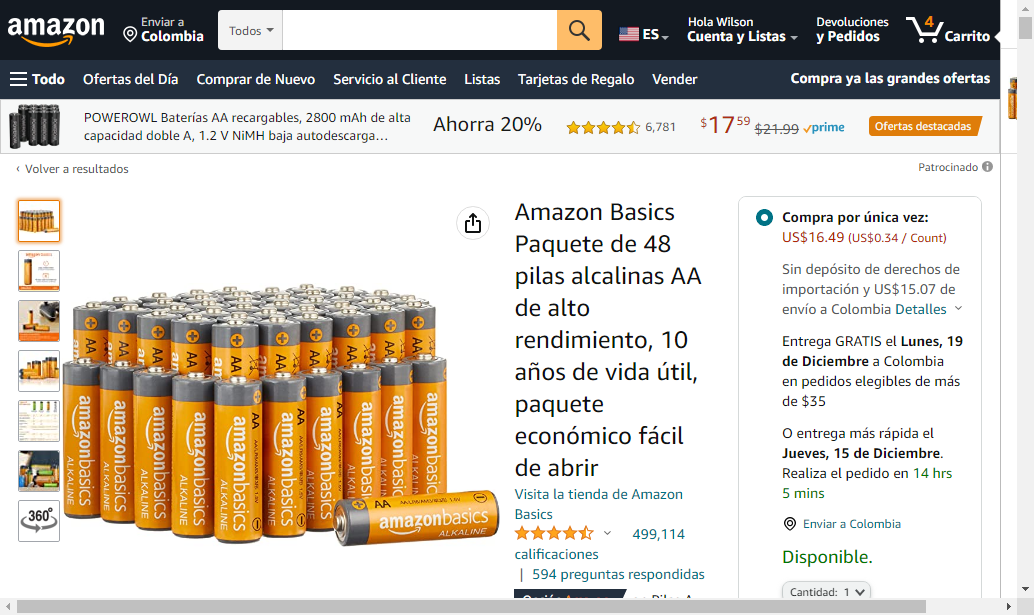 amazon
Enviar a
Colombia
Todos
ES
Hola Wilson
Cuenta y Listas
Devoluciones
y Pedidos
4
Carrito
Todo
Ofertas del Día
Comprar de Nuevo
Servicio al Cliente
Listas
Tarjetas de Regalo
Vender
Compra ya las grandes ofertas
POWEROWL Baterías AA recargables, 2800 mAh de alta
capacidad doble A, 1.2 V NiMH baja autodescarga…
Ahorra 20%
6,781
$17.59
$21.99
prime
Ofertas destacadas
‹ Volver a resultados
Patrocinado
360°
AA
amazonbasics
ALKALINE
Amazon Basics
Paquete de 48
pilas alcalinas AA
de alto
rendimiento, 10
años de vida útil,
paquete
económico fácil
de abrir
Visita la tienda de Amazon
Basics
499,114
calificaciones
| 594 preguntas respondidas
Compra por única vez:
US$16.49 (US$0.34 / Count)
Sin depósito de derechos de
importación y US$15.07 de
envío a Colombia Detalles
Entrega GRATIS el Lunes, 19
de Diciembre a Colombia
en pedidos elegibles de más
de $35
O entrega más rápida el
Jueves, 15 de Diciembre.
Realiza el pedido en 14 hrs
5 mins
Enviar a Colombia
Disponible.
Cantidad: 1